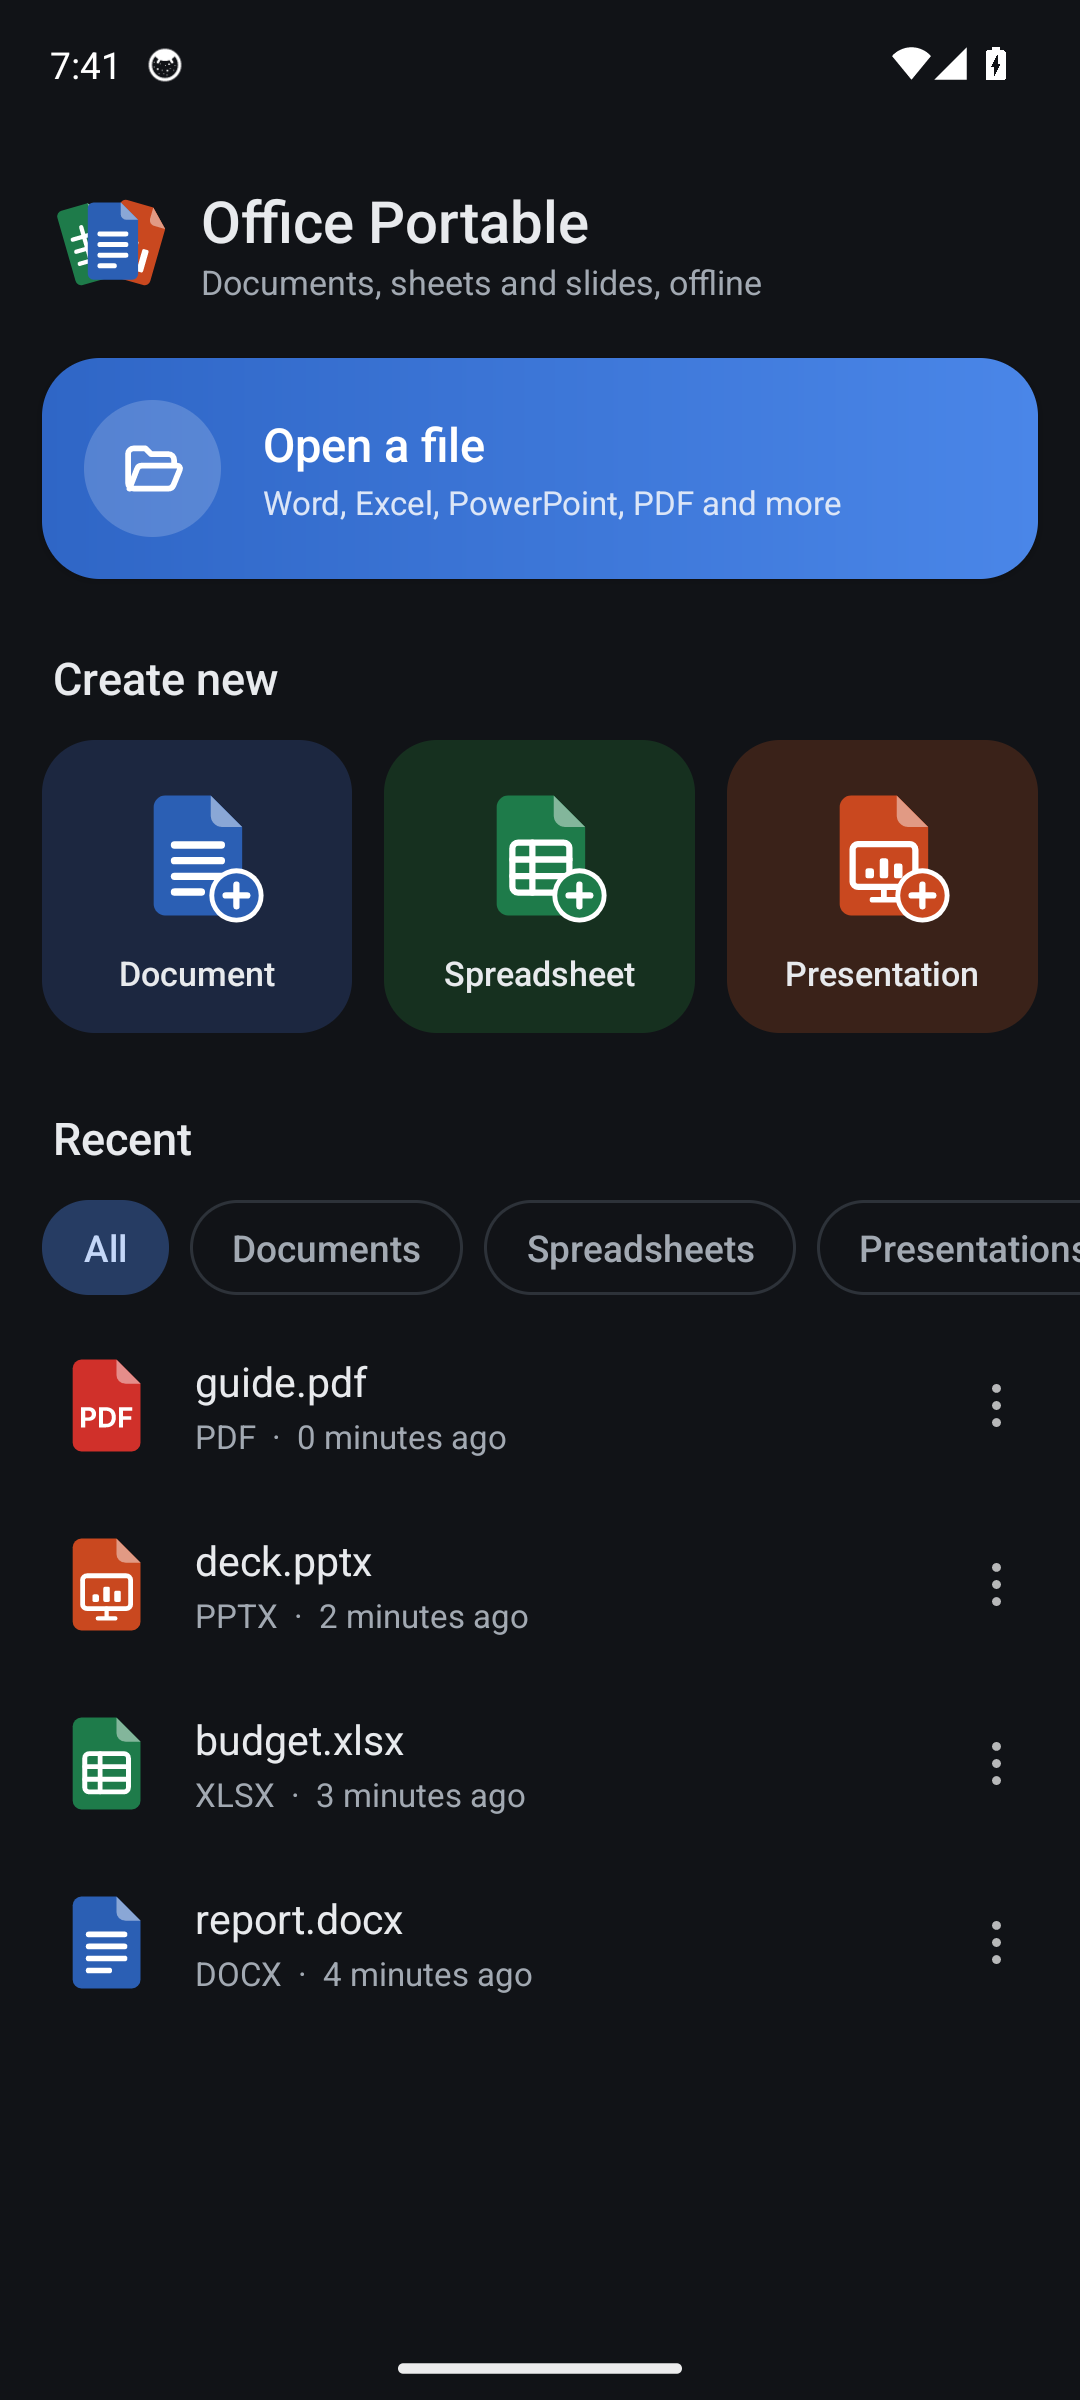 7:41
Office Portable
Documents, sheets and slides, offline
Open a file
Word, Excel, PowerPoint, PDF and more
Create new
Document
Spreadsheet
Presentation
Recent
All
Documents
Spreadsheets
Presentations
PDF
guide.pdf
PDF · 0 minutes ago
deck.pptx
PPTX · 2 minutes ago
budget.xlsx
XLSX · 3 minutes ago
report.docx
DOCX · 4 minutes ago